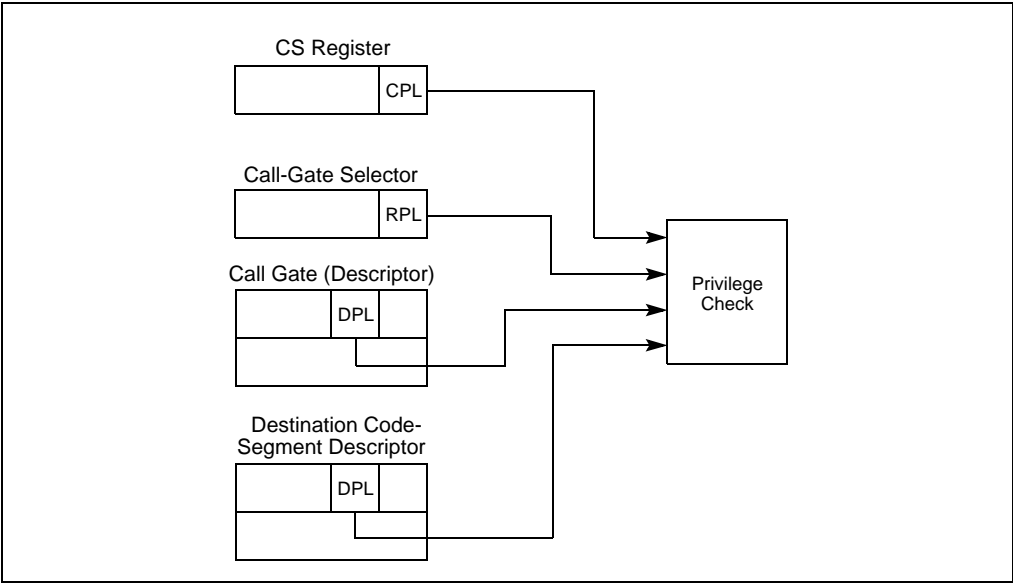 CS Register
CPL
Call-Gate Selector
RPL
Call Gate (Descriptor)
DPL
Privilege
Check
Destination Code-
Segment Descriptor
DPL